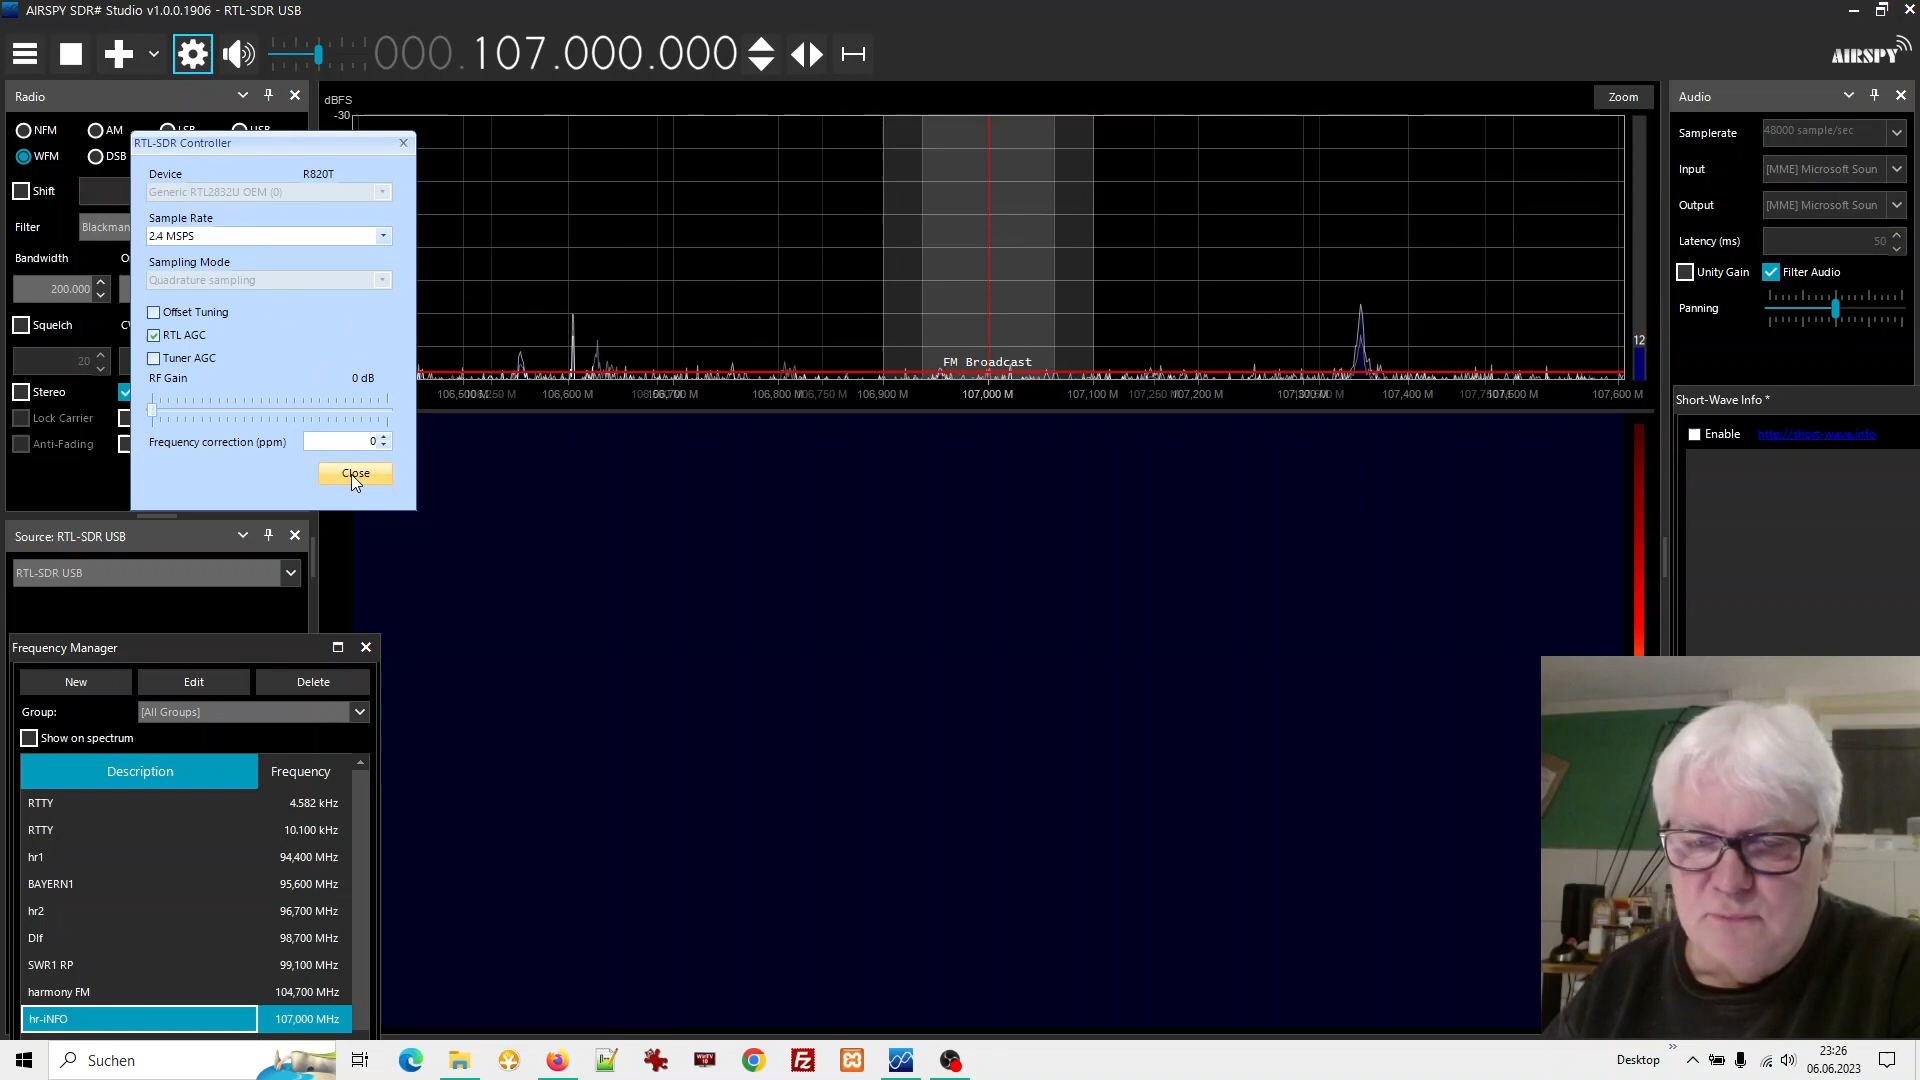 AIRSPY SDR# Studio v1.0.0.1906 - RTL-SDR USB
000.107.000.000
AIRSPY
Radio
NFM
AM
LSB
USB
WFM
DSB
Shift
Filter
Blackman
Bandwidth
200.000
Squelch
20
Stereo
Lock Carrier
Anti-Fading
RTL-SDR Controller
Device
R820T
Generic RTL2832U OEM (0)
Sample Rate
2.4 MSPS
Sampling Mode
Quadrature sampling
Offset Tuning
RTL AGC
Tuner AGC
RF Gain
0 dB
Frequency correction (ppm)
0
Close
dBFS
-30
Zoom
FM Broadcast
12
106,600 M
106,900 M
107,000 M
107,100 M
107,200 M
107,400 M
107,600 M
Audio
Samplerate
48000 sample/sec
Input
[MME] Microsoft Soun
Output
[MME] Microsoft Soun
Latency (ms)
50
Unity Gain
Filter Audio
Panning
Short-Wave Info *
Enable
http://short-wave.info
Source: RTL-SDR USB
RTL-SDR USB
Frequency Manager
New
Edit
Delete
Group:
[All Groups]
Show on spectrum
Description
Frequency
RTTY 4.582 kHz
RTTY 10.100 kHz
hr1 94,400 MHz
BAYERN1 95,600 MHz
hr2 96,700 MHz
Dlf 98,700 MHz
SWR1 RP 99,100 MHz
harmony FM 104,700 MHz
hr-iNFO 107,000 MHz
Suchen
WinTV
10
Fz
Desktop
23:26
06.06.2023